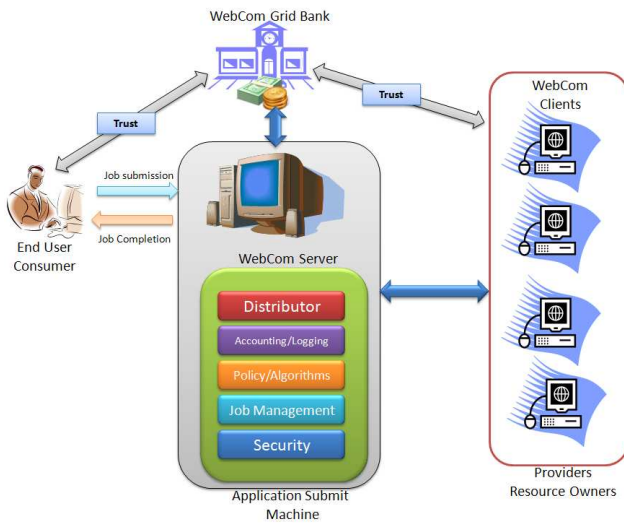 WebCom Grid Bank
Trust
Trust
WebCom
Clients
Job submission
Job Completion
End User
Consumer
WebCom Server
Distributor
Accounting/Logging
Policy/Algorithms
Job Management
Security
Application Submit
Machine
Providers
Resource Owners